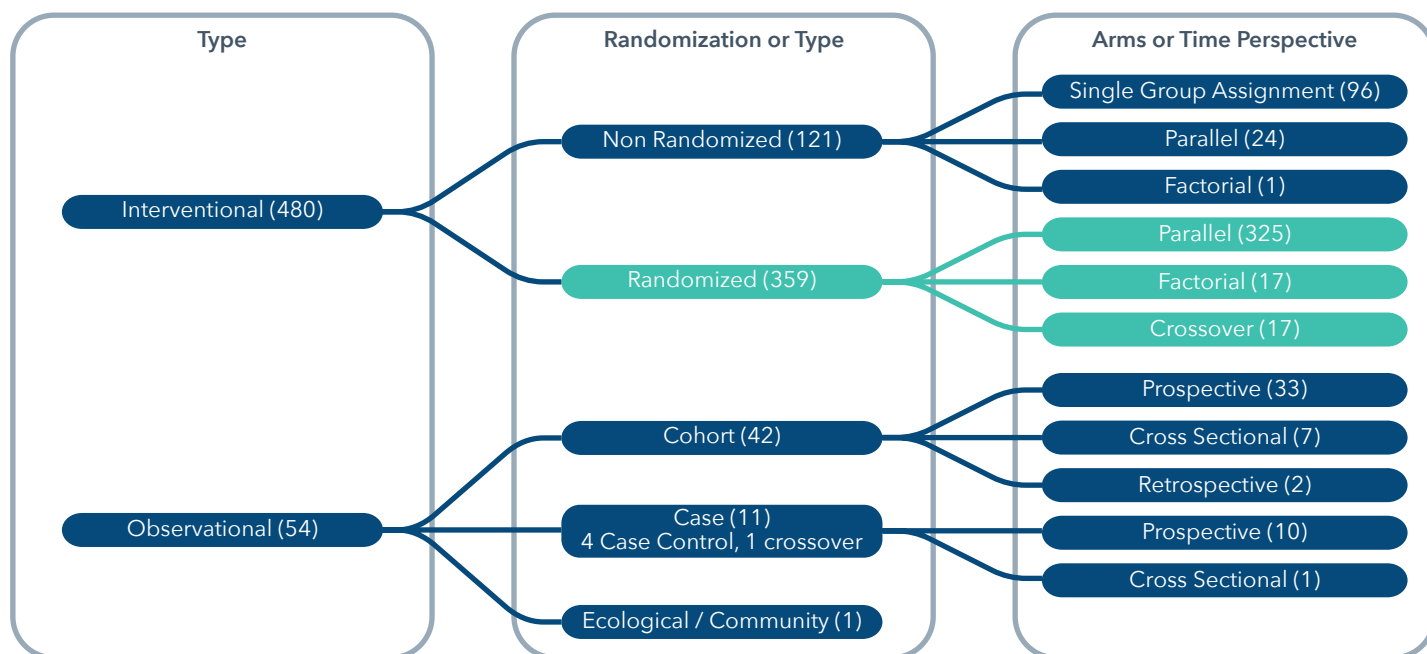 Type
Interventional (480)
Observational (54)
Randomization or Type
Non Randomized (121)
Randomized (359)
Cohort (42)
Case (11)
4 Case Control, 1 crossover
Ecological / Community (1)
Arms or Time Perspective
Single Group Assignment (96)
Parallel (24)
Factorial (1)
Parallel (325)
Factorial (17)
Crossover (17)
Prospective (33)
Cross Sectional (7)
Retrospective (2)
Prospective (10)
Cross Sectional (1)